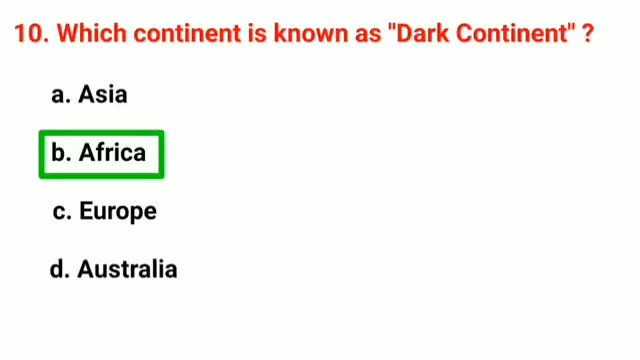 10. Which continent is known as "Dark Continent" ?
a. Asia
b. Africa
c. Europe
d. Australia